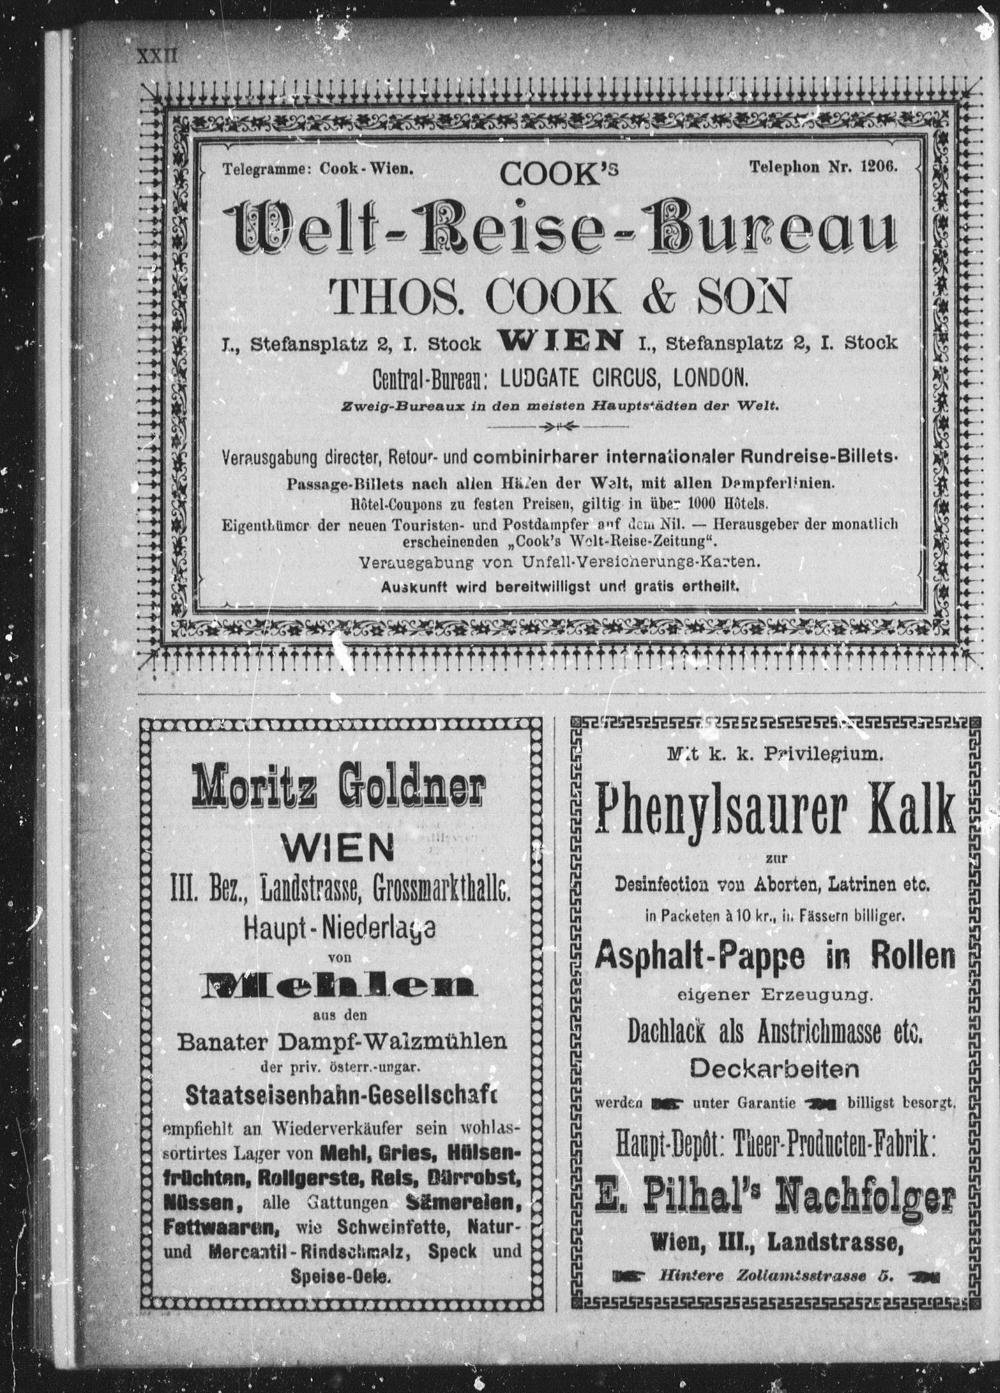 XXII
Telegramme: Cook-Wien.
COOK'S
Telephon Nr. 1206.
Welt-Reise-Bureau
THOS. COOK & SON
I., Stefansplatz 2, I. Stock WIEN I., Stefansplatz 2, I. Stock
Central-Bureau: LUDGATE CIRCUS, LONDON.
Zweig-Bureaux in den meisten Hauptstädten der Welt.
Verausgabung directer, Retour- und combinirbarer internationaler Rundreise-Billets.
Passage-Billets nach allen Häfen der Welt, mit allen Dampferlinien.
Hôtel-Coupons zu festen Preisen, giltig in über 1000 Hôtels.
Eigenthümer der neuen Touristen- und Postdampfer auf dem Nil. — Herausgeber der monatlich
erscheinenden „Cook's Welt-Reise-Zeitung“.
Verausgabung von Unfall-Versicherungs-Karten.
Auskunft wird bereitwilligst und gratis ertheilt.
Moritz Goldner
WIEN
III. Bez., Landstrasse, Grossmarkthalle.
Haupt-Niederlage
von
Mehlen
aus den
Banater Dampf-Walzmühlen
der priv. österr.-ungar.
Staatseisenbahn-Gesellschaft
empfiehlt an Wiederverkäufer sein wohlas-
sortirtes Lager von Mehl, Gries, Hülsen-
früchten, Rollgerste, Reis, Dürrobst,
Nüssen, alle Gattungen Sämereien,
Fettwaaren, wie Schweinfette, Natur-
und Mercantil-Rindschmalz, Speck und
Speise-Oele.
Mit k. k. Privilegium.
Phenylsaurer Kalk
zur
Desinfection von Aborten, Latrinen etc.
in Packeten à 10 kr., in Fässern billiger.
Asphalt-Pappe in Rollen
eigener Erzeugung.
Dachlack als Anstrichmasse etc.
Deckarbeiten
werden unter Garantie billigst besorgt.
Haupt-Depôt: Theer-Producten-Fabrik:
E. Pilhal's Nachfolger
Wien, III., Landstrasse,
Hintere Zollamtsstrasse 5.